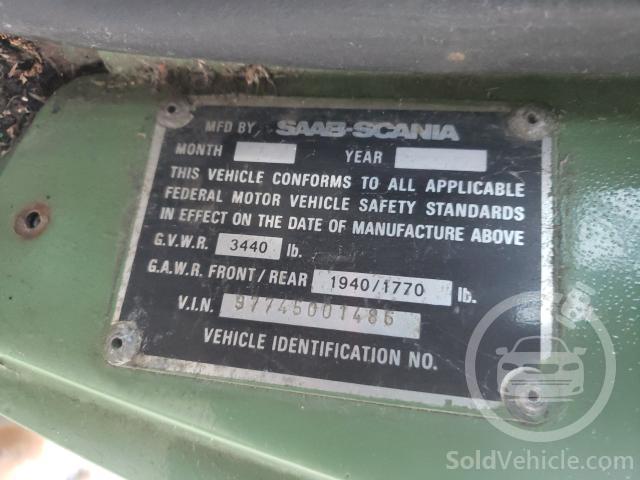 MFD BY SAAB-SCANIA
MONTH YEAR
THIS VEHICLE CONFORMS TO ALL APPLICABLE
FEDERAL MOTOR VEHICLE SAFETY STANDARDS
IN EFFECT ON THE DATE OF MANUFACTURE ABOVE
G.V.W.R. 3440 lb.
G.A.W.R. FRONT / REAR 1940/1770 lb.
V.I.N. 97745001486
VEHICLE IDENTIFICATION NO.
SoldVehicle.com